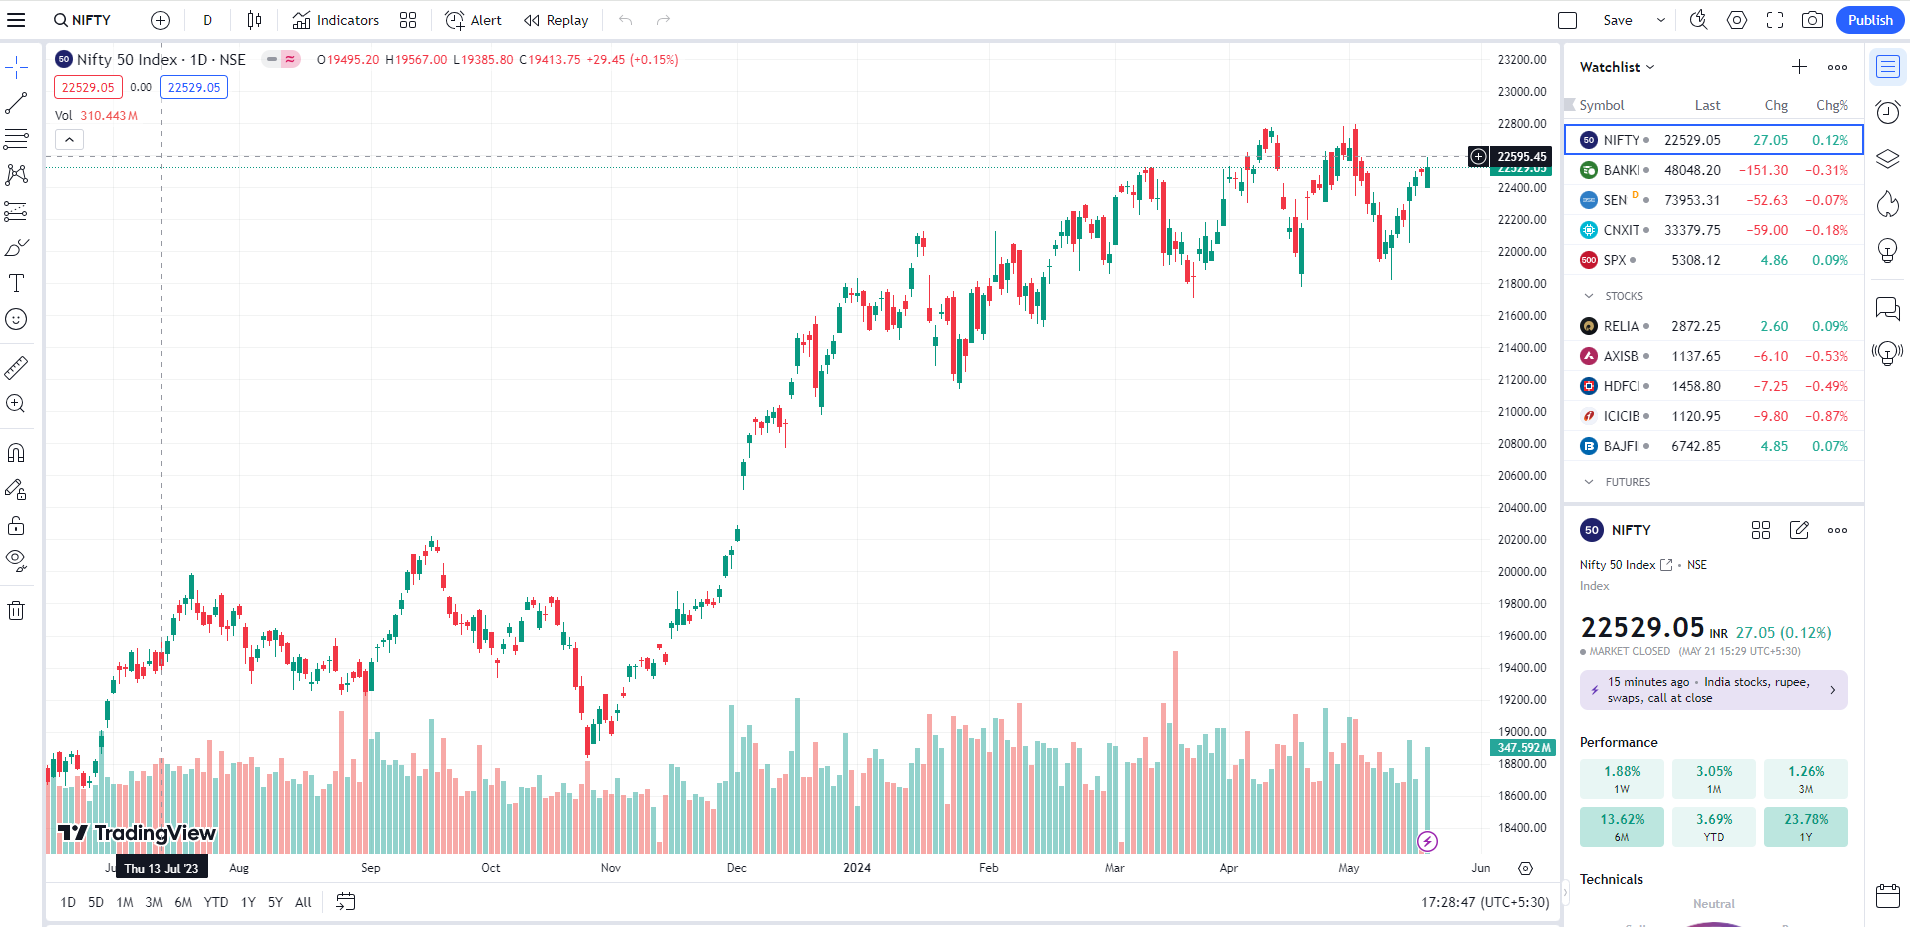 NIFTY D Indicators Alert Replay Save Publish
50 Nifty 50 Index · 1D · NSE O19495.20 H19567.00 L19385.80 C19413.75 +29.45 (+0.15%)
22529.05 0.00 22529.05
Vol 310.443M
23200.00
23000.00
22800.00
22595.45
22529.05
22400.00
22200.00
22000.00
21800.00
21600.00
21400.00
21200.00
21000.00
20800.00
20600.00
20400.00
20200.00
20000.00
19800.00
19600.00
19400.00
19200.00
19000.00
347.592M
18800.00
18600.00
18400.00
TradingView
Thu 13 Jul '23 Aug Sep Oct Nov Dec 2024 Feb Mar Apr May Jun
1D 5D 1M 3M 6M YTD 1Y 5Y All 17:28:47 (UTC+5:30)
Watchlist
Symbol Last Chg Chg%
50 NIFTY 22529.05 27.05 0.12%
BANKI 48048.20 −151.30 −0.31%
SEN D 73953.31 −52.63 −0.07%
CNXIT 33379.75 −59.00 −0.18%
500 SPX 5308.12 4.86 0.09%
STOCKS
RELIA 2872.25 2.60 0.09%
AXISB 1137.65 −6.10 −0.53%
HDFCI 1458.80 −7.25 −0.49%
ICICIB 1120.95 −9.80 −0.87%
BAJFI 6742.85 4.85 0.07%
FUTURES
50 NIFTY
Nifty 50 Index • NSE
Index
22529.05 INR 27.05 (0.12%)
MARKET CLOSED (MAY 21 15:29 UTC+5:30)
15 minutes ago • India stocks, rupee,
swaps, call at close
Performance
1.88% 3.05% 1.26%
1W 1M 3M
13.62% 3.69% 23.78%
6M YTD 1Y
Technicals
Neutral